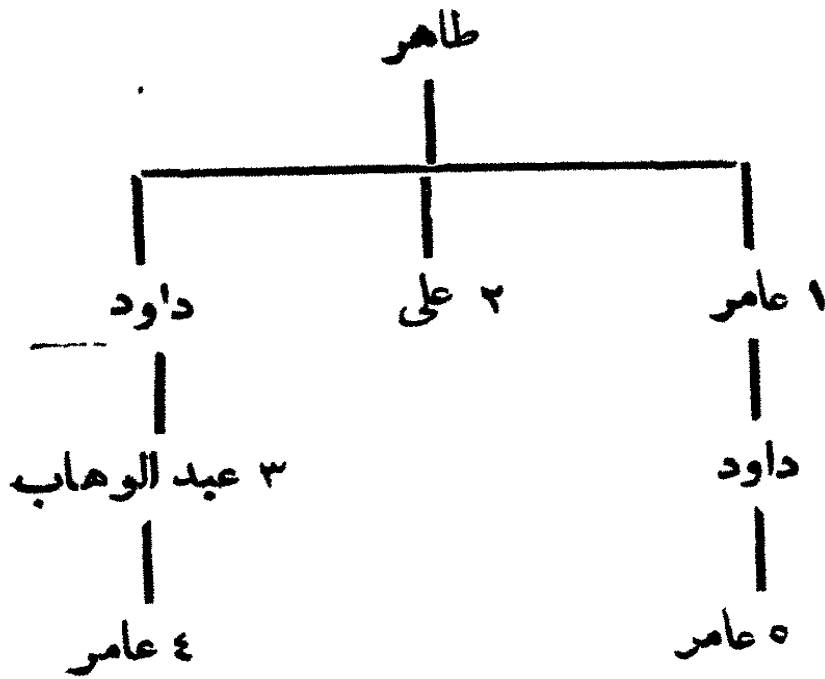 طاهر
١ عامر ٢ على داود
داود ٣ عبد الوهاب
٥ عامر ٤ عامر